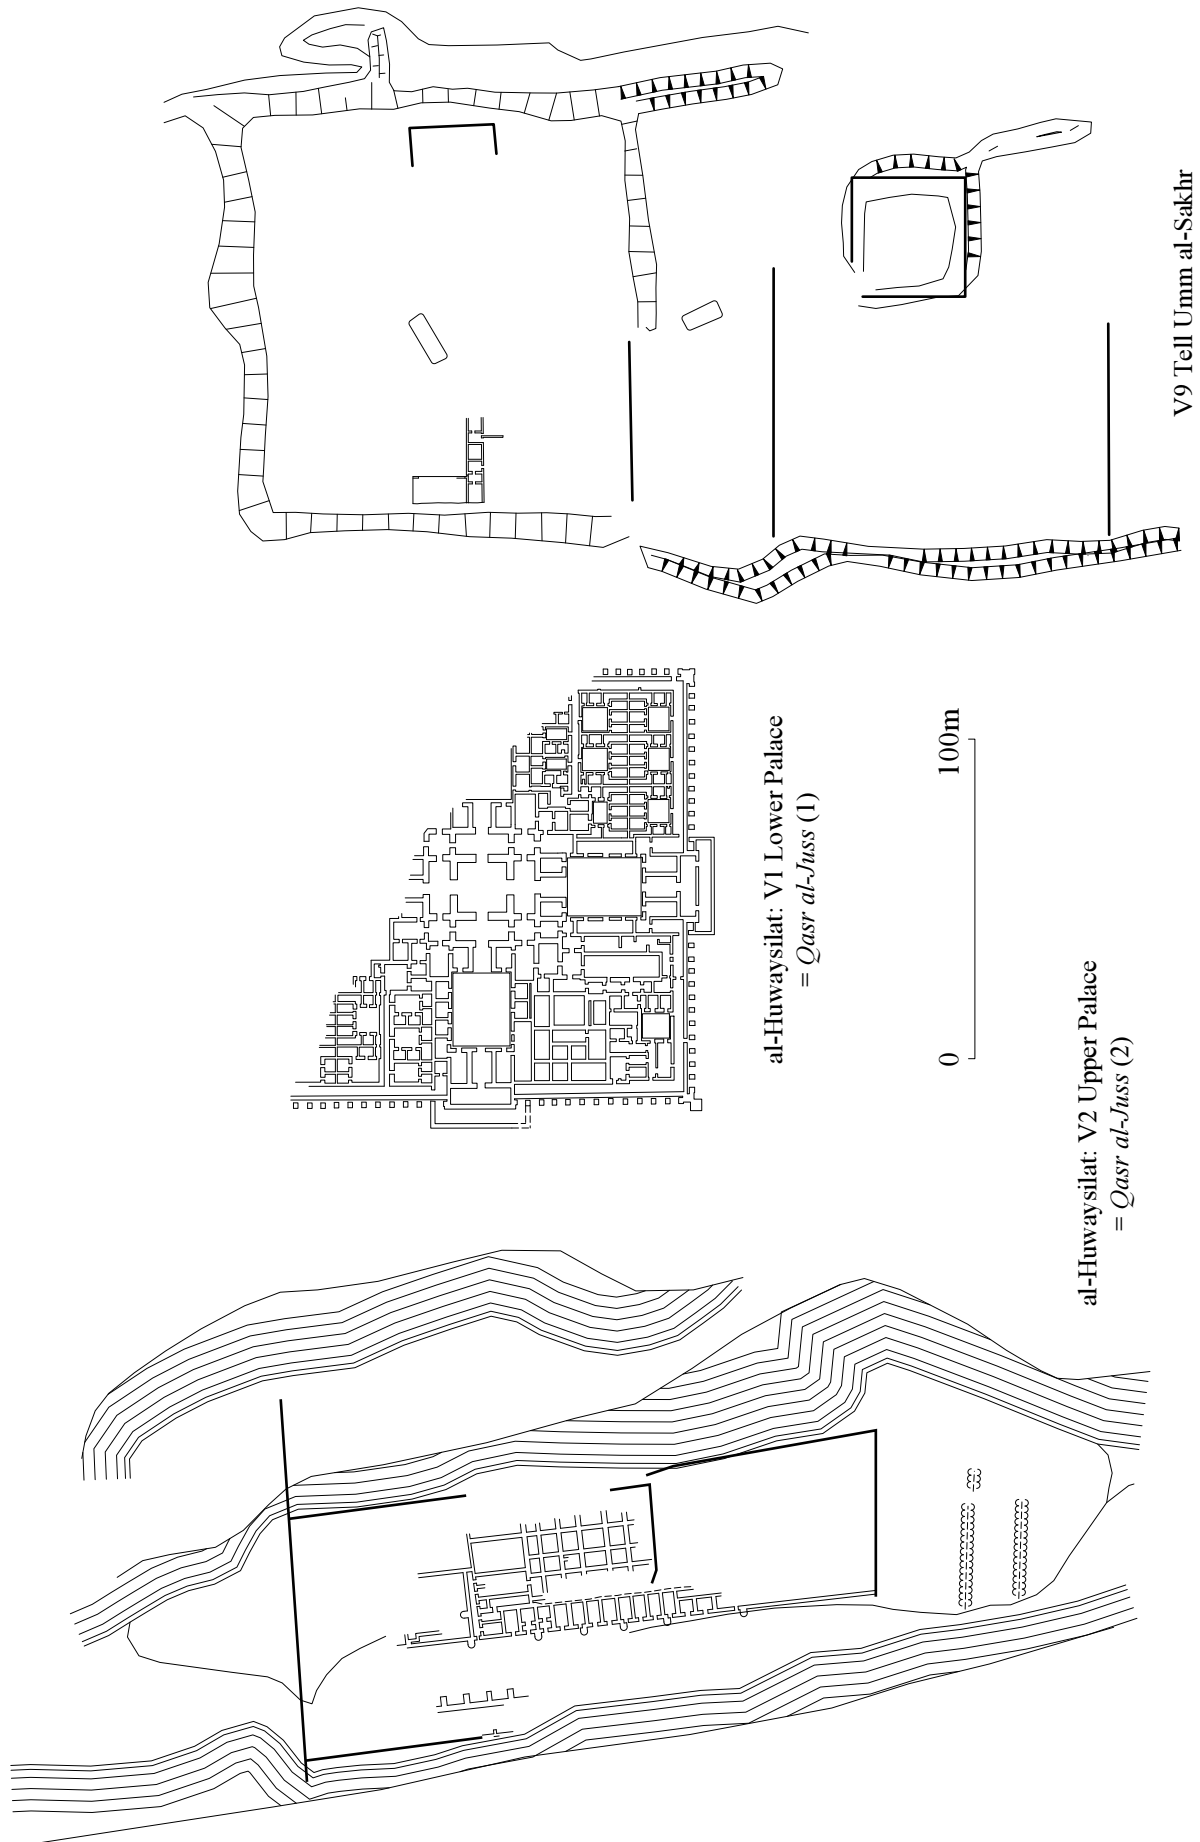 V9 Tell Umm al-Sakhr
al-Huwaysilat: V1 Lower Palace
= Qasr al-Juss (1)
0 100m
al-Huwaysilat: V2 Upper Palace
= Qasr al-Juss (2)